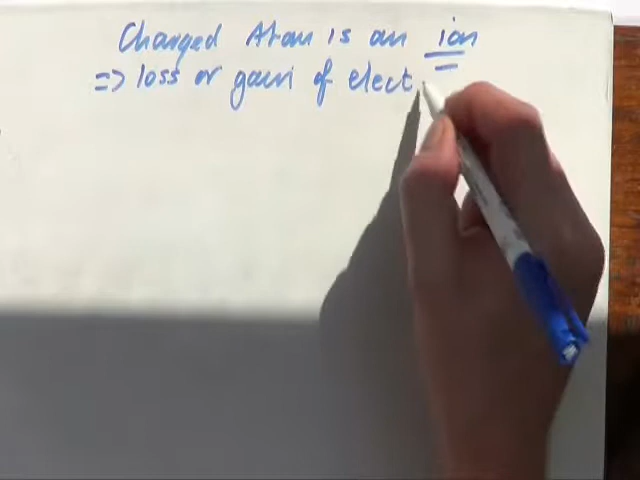 Charged Atom is an ion
=> loss or gain of elect